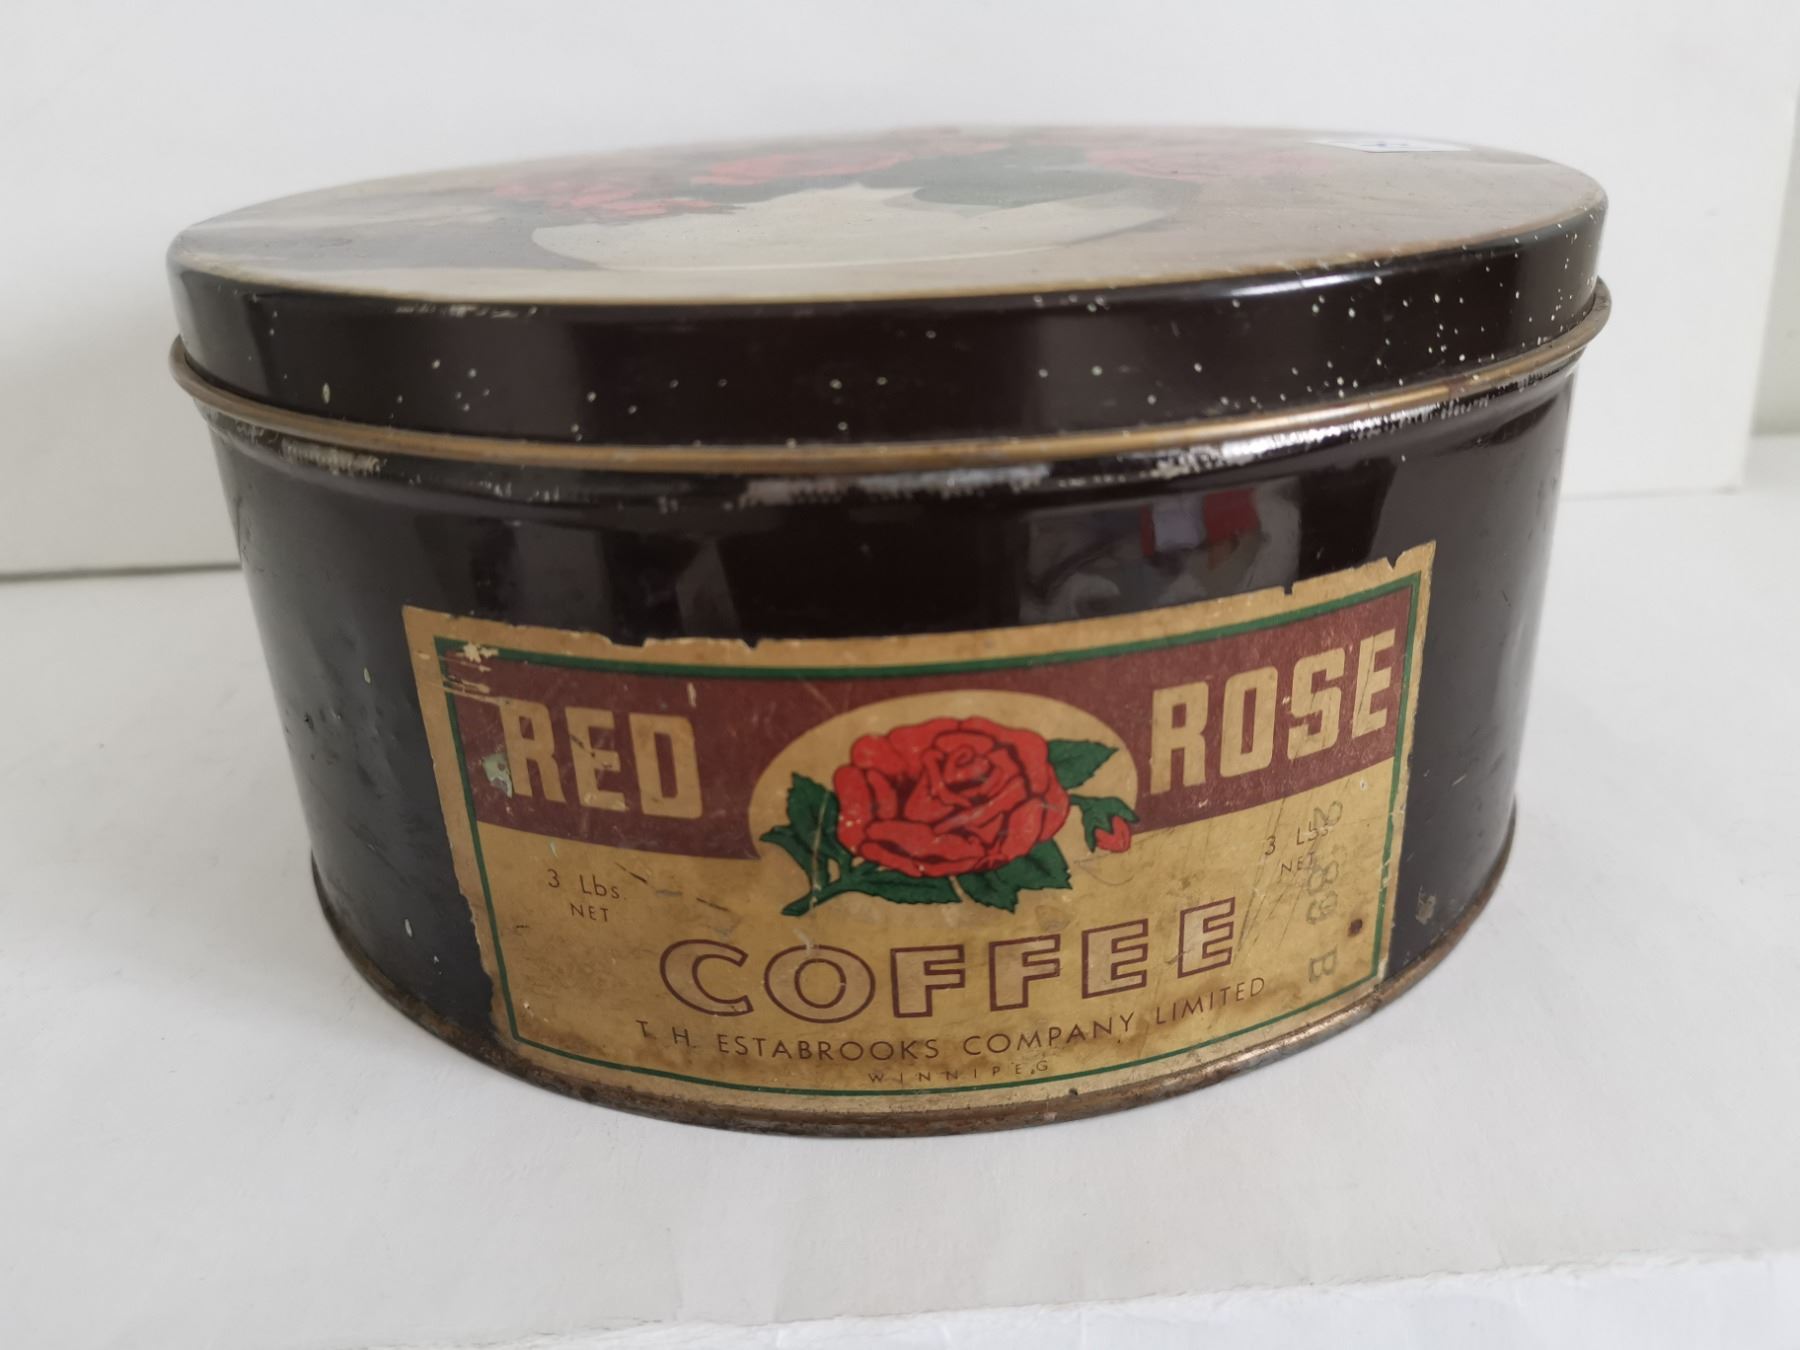 RED ROSE
3 Lbs.
NET
3 Lbs
NET
COFFEE
T. H. ESTABROOKS COMPANY LIMITED
WINNIPEG